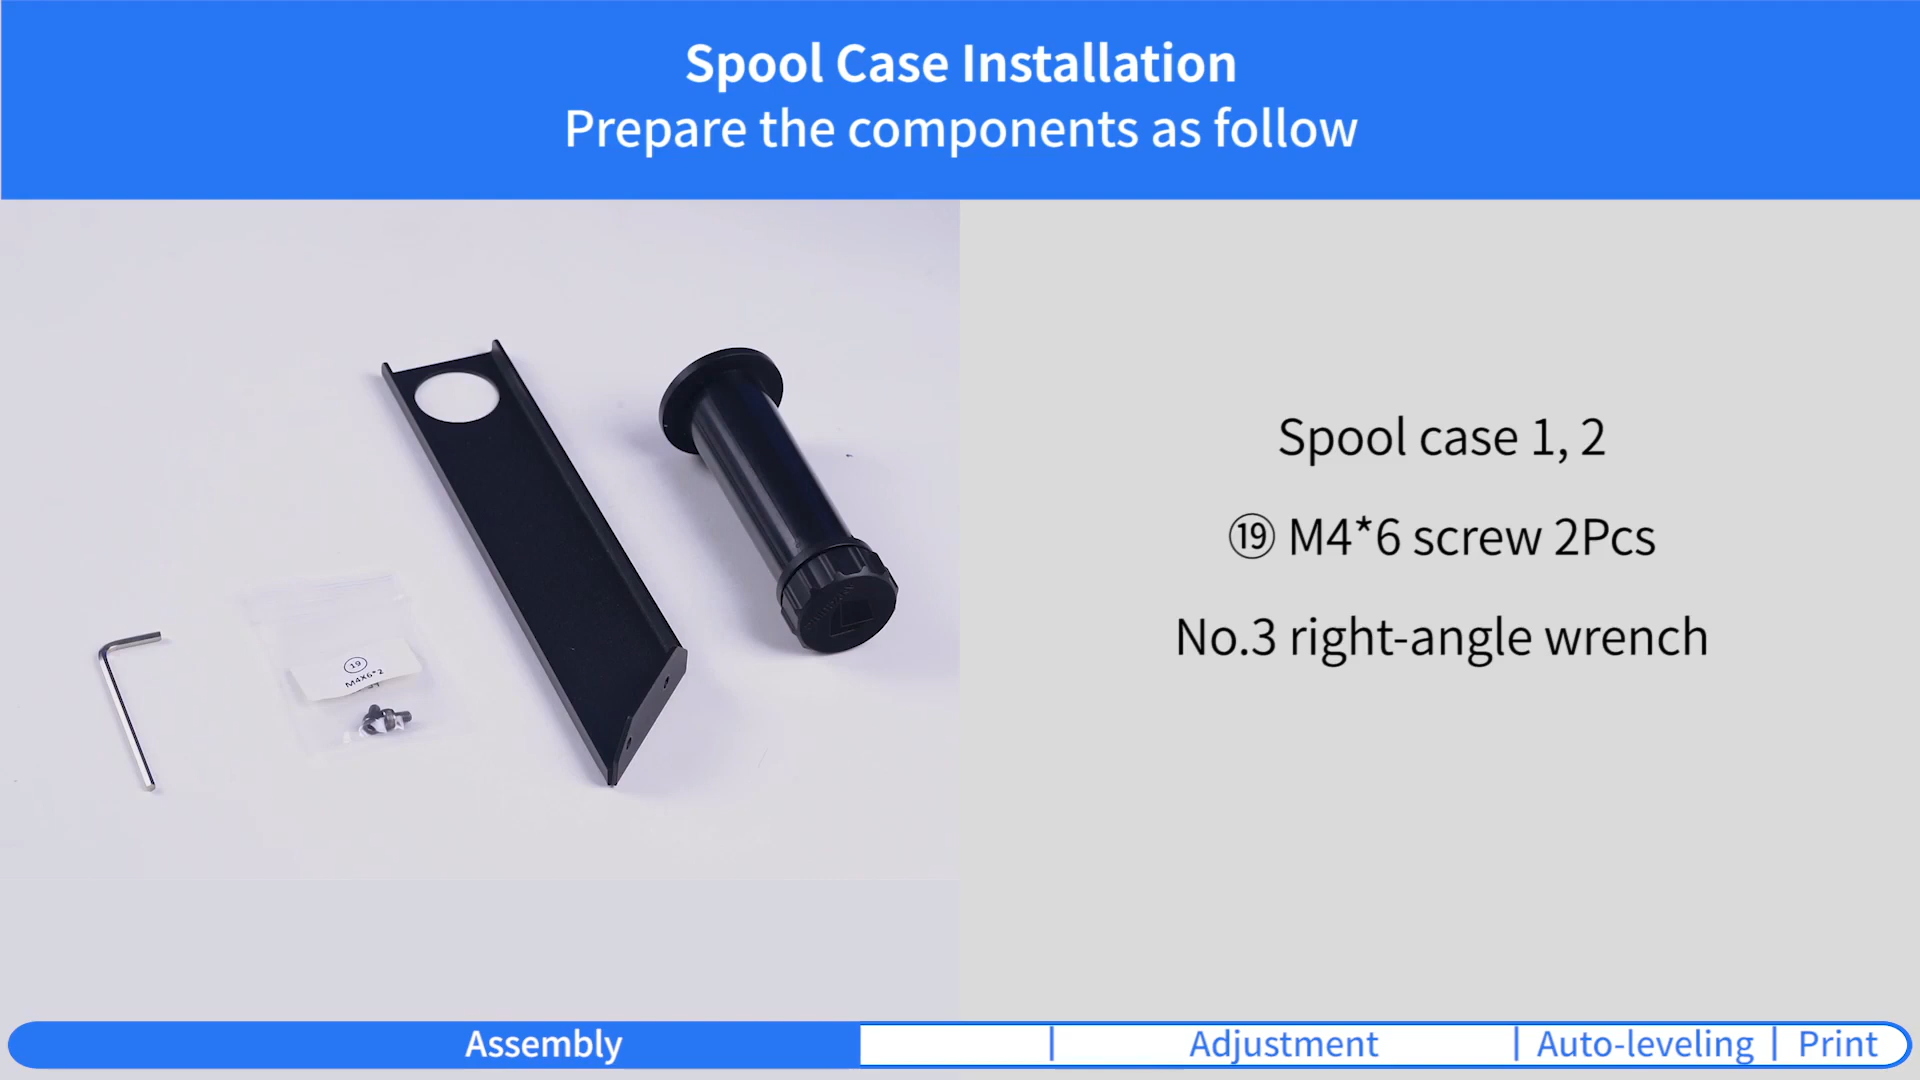 Spool Case Installation
Prepare the components as follow
Spool case 1, 2
⑲ M4*6 screw 2Pcs
No.3 right-angle wrench
⑲
M4X6*2
Assembly | Adjustment | Auto-leveling | Print